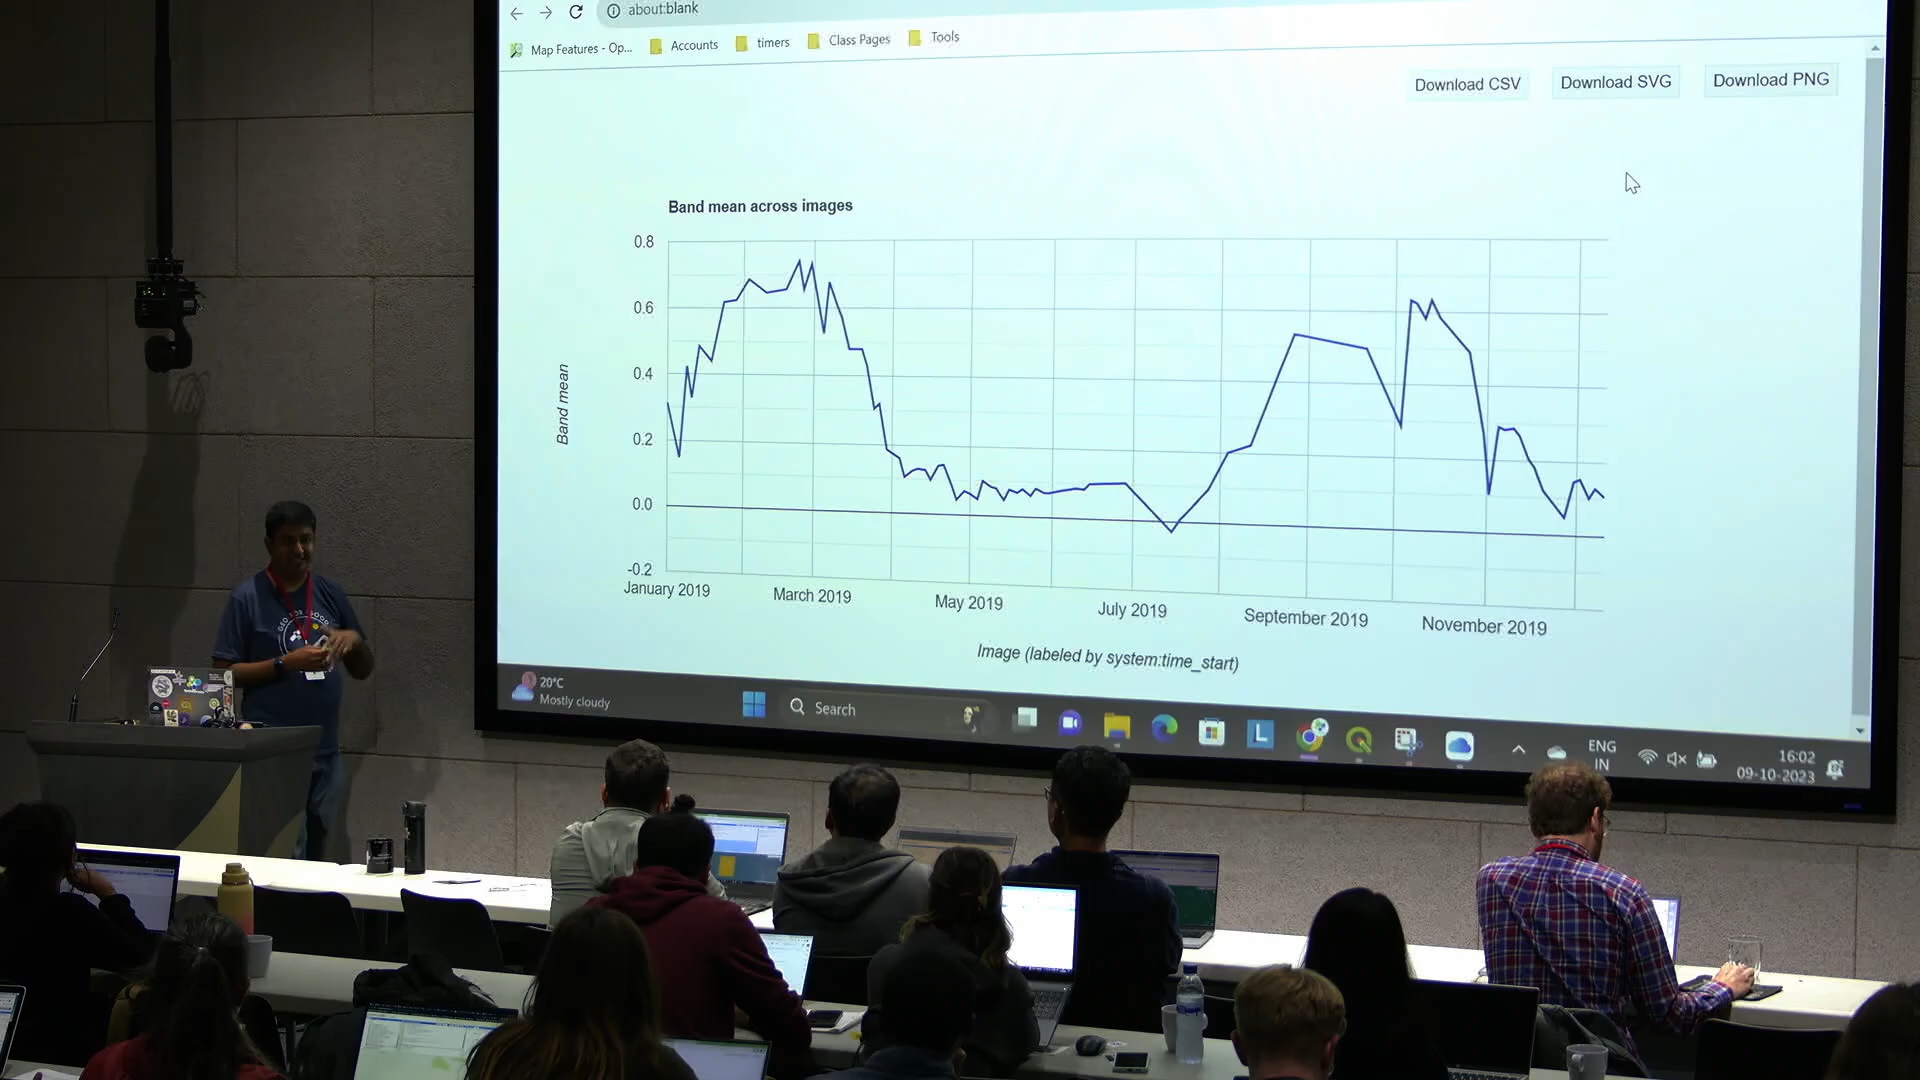 about:blank
Map Features - Op...
Accounts
timers
Class Pages
Tools
Download CSV
Download SVG
Download PNG
Band mean across images
0.8
0.6
0.4
0.2
0.0
-0.2
Band mean
January 2019
March 2019
May 2019
July 2019
September 2019
November 2019
Image (labeled by system:time_start)
20°C
Mostly cloudy
Search
L
ENG
IN
16:02
09-10-2023